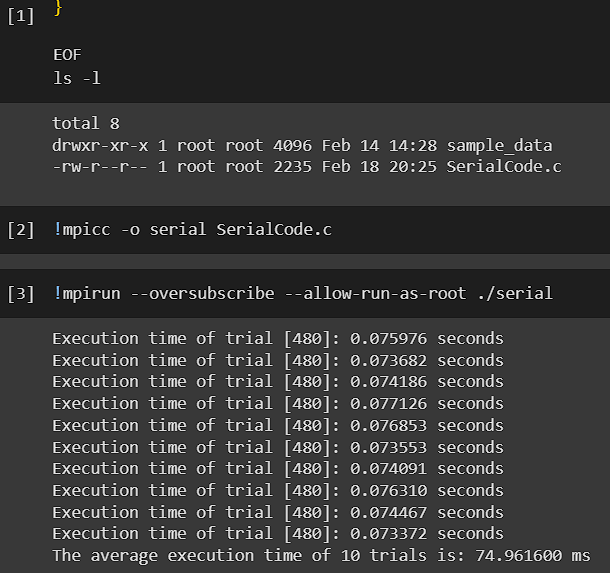 }
[1]
EOF
ls -l
total 8
drwxr-xr-x 1 root root 4096 Feb 14 14:28 sample_data
-rw-r--r-- 1 root root 2235 Feb 18 20:25 SerialCode.c
[2] !mpicc -o serial SerialCode.c
[3] !mpirun --oversubscribe --allow-run-as-root ./serial
Execution time of trial [480]: 0.075976 seconds
Execution time of trial [480]: 0.073682 seconds
Execution time of trial [480]: 0.074186 seconds
Execution time of trial [480]: 0.077126 seconds
Execution time of trial [480]: 0.076853 seconds
Execution time of trial [480]: 0.073553 seconds
Execution time of trial [480]: 0.074091 seconds
Execution time of trial [480]: 0.076310 seconds
Execution time of trial [480]: 0.074467 seconds
Execution time of trial [480]: 0.073372 seconds
The average execution time of 10 trials is: 74.961600 ms